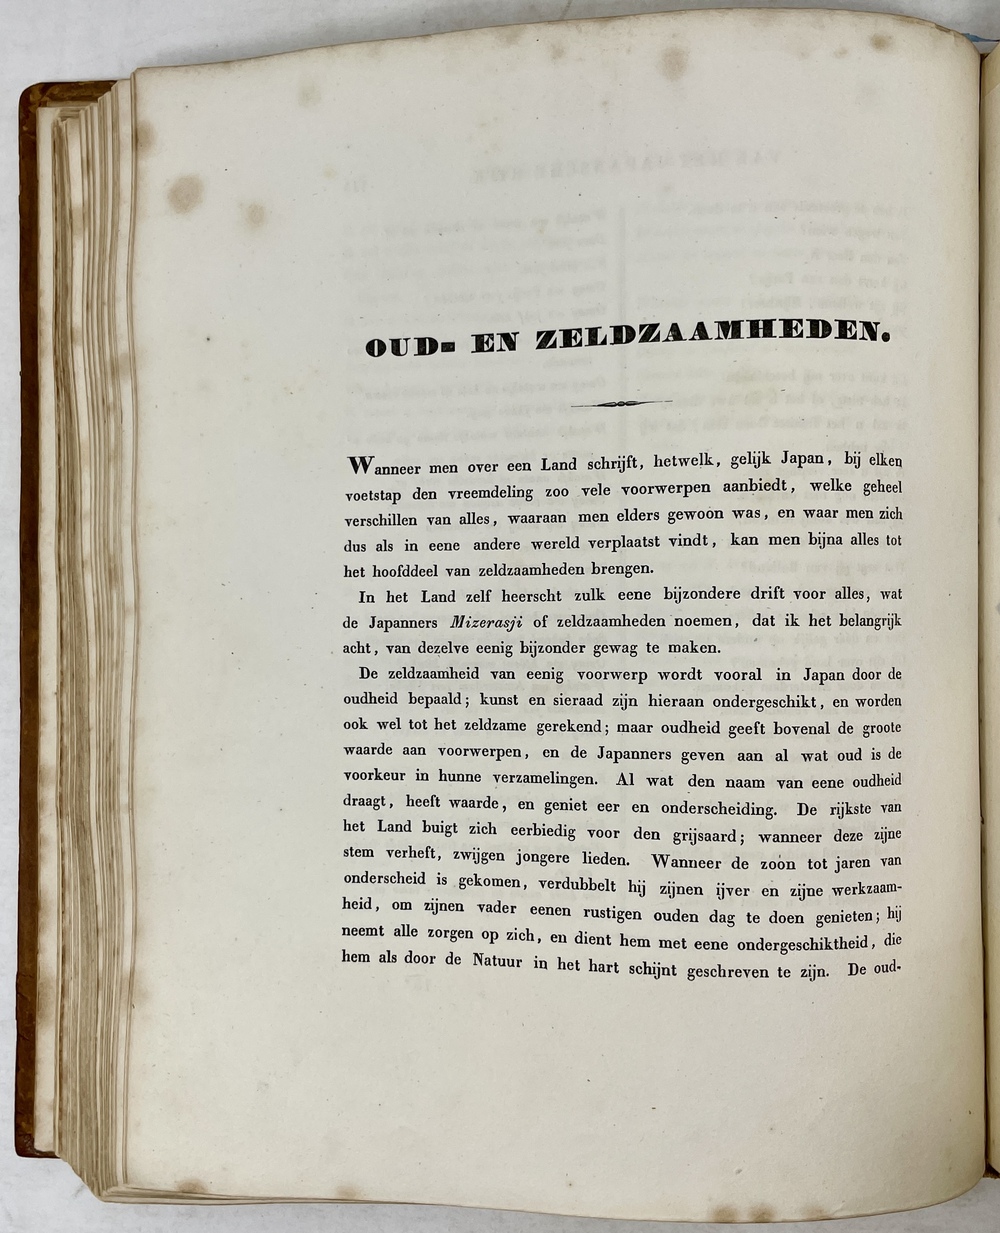 OUD- EN ZELDZAAMHEDEN.
Wanneer men over een Land schrijft, hetwelk, gelijk Japan, bij elken
voetstap den vreemdeling zoo vele voorwerpen aanbiedt, welke geheel
verschillen van alles, waaraan men elders gewoon was, en waar men zich
dus als in eene andere wereld verplaatst vindt, kan men bijna alles tot
het hoofddeel van zeldzaamheden brengen.
In het Land zelf heerscht zulk eene bijzondere drift voor alles, wat
de Japanners Mizerasji of zeldzaamheden noemen, dat ik het belangrijk
acht, van dezelve eenig bijzonder gewag te maken.
De zeldzaamheid van eenig voorwerp wordt vooral in Japan door de
oudheid bepaald; kunst en sieraad zijn hieraan ondergeschikt, en worden
ook wel tot het zeldzame gerekend; maar oudheid geeft bovenal de groote
waarde aan voorwerpen, en de Japanners geven aan al wat oud is de
voorkeur in hunne verzamelingen. Al wat den naam van eene oudheid
draagt, heeft waarde, en geniet eer en onderscheiding. De rijkste van
het Land buigt zich eerbiedig voor den grijsaard; wanneer deze zijne
stem verheft, zwijgen jongere lieden. Wanneer de zoon tot jaren van
onderscheid is gekomen, verdubbelt hij zijnen ijver en zijne werkzaam-
heid, om zijnen vader eenen rustigen ouden dag te doen genieten; hij
neemt alle zorgen op zich, en dient hem met eene ondergeschiktheid, die
hem als door de Natuur in het hart schijnt geschreven te zijn. De oud-